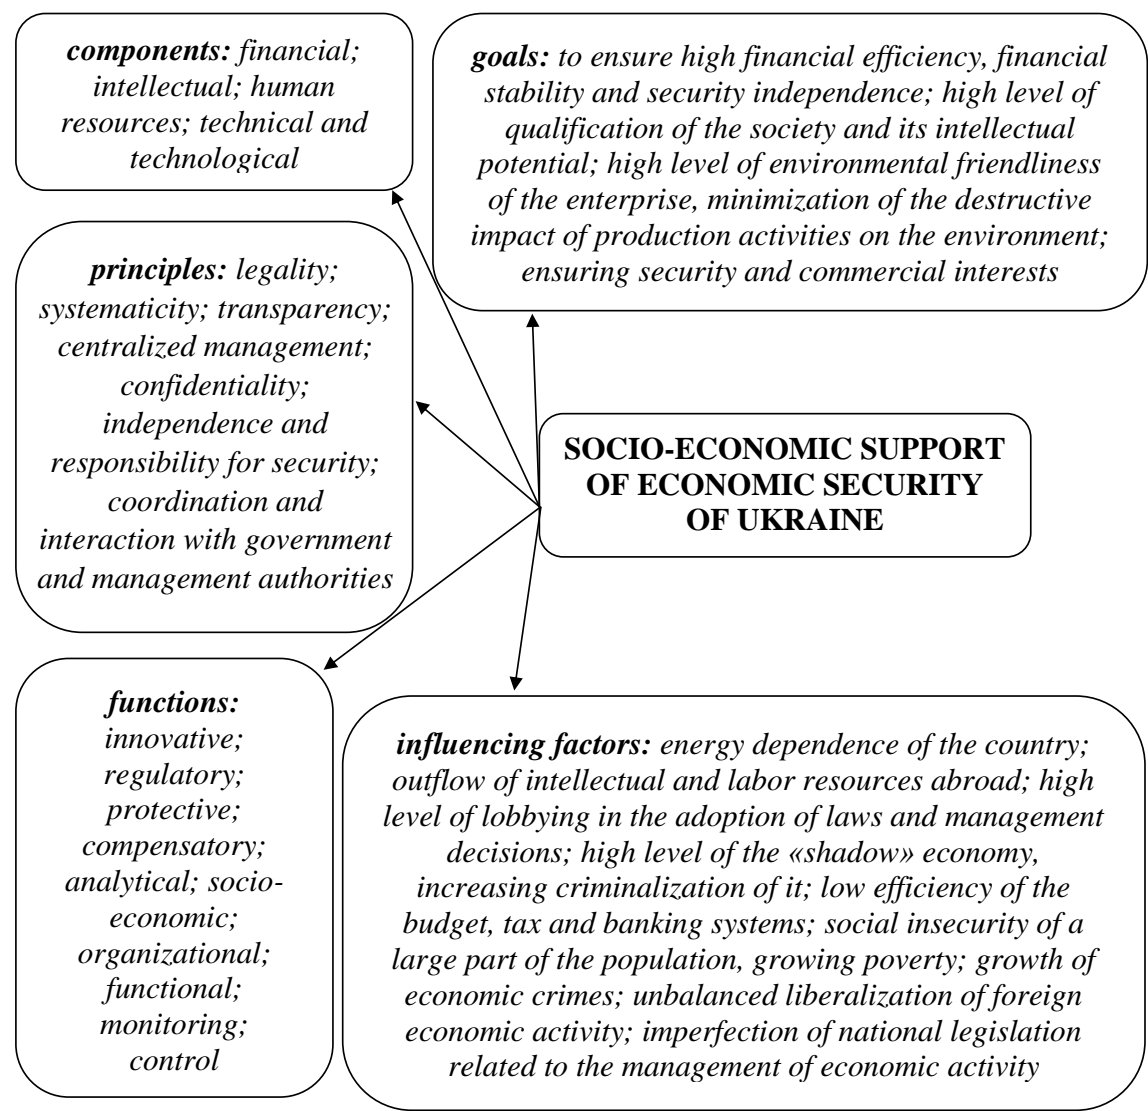 components: financial;
intellectual; human
resources; technical and
technological
goals: to ensure high financial efficiency, financial
stability and security independence; high level of
qualification of the society and its intellectual
potential; high level of environmental friendliness
of the enterprise, minimization of the destructive
impact of production activities on the environment;
ensuring security and commercial interests
principles: legality;
systematicity; transparency;
centralized management;
confidentiality;
independence and
responsibility for security;
coordination and
interaction with government
and management authorities
SOCIO-ECONOMIC SUPPORT
OF ECONOMIC SECURITY
OF UKRAINE
functions:
innovative;
regulatory;
protective;
compensatory;
analytical; socio-
economic;
organizational;
functional;
monitoring;
control
influencing factors: energy dependence of the country;
outflow of intellectual and labor resources abroad; high
level of lobbying in the adoption of laws and management
decisions; high level of the «shadow» economy,
increasing criminalization of it; low efficiency of the
budget, tax and banking systems; social insecurity of a
large part of the population, growing poverty; growth of
economic crimes; unbalanced liberalization of foreign
economic activity; imperfection of national legislation
related to the management of economic activity